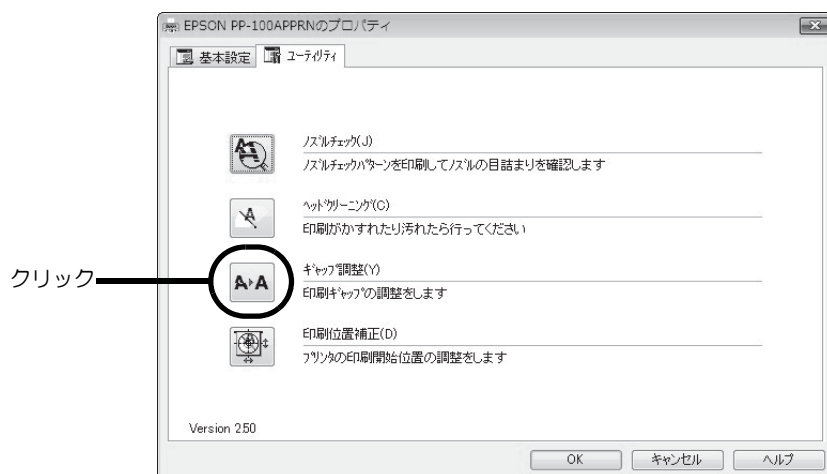 EPSON PP-100APPRNのプロパティ
基本設定 ユーティリティ
ノズルチェック(J)
ノズルチェックパターンを印刷してノズルの目詰まりを確認します
ヘッドクリーニング(C)
印刷がかすれたり汚れたら行ってください
クリック
ギャップ調整(Y)
印刷ギャップの調整をします
印刷位置補正(D)
プリンタの印刷開始位置の調整をします
Version 2.50
OK キャンセル ヘルプ